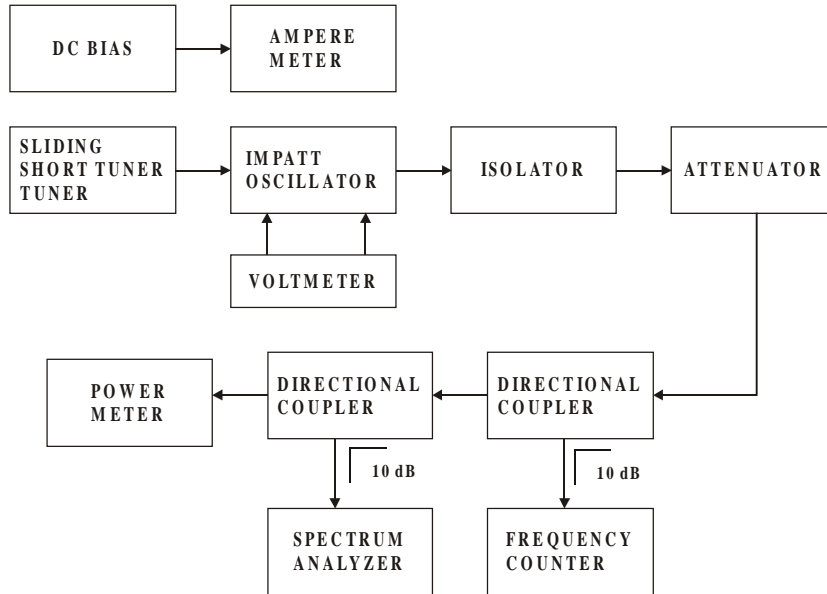 DC BIAS
AMPERE
METER
SLIDING
SHORT TUNER
TUNER
IMPATT
OSCILLATOR
ISOLATOR
ATTENUATOR
VOLTMETER
POWER
METER
DIRECTIONAL
COUPLER
DIRECTIONAL
COUPLER
10 dB
10 dB
SPECTRUM
ANALYZER
FREQUENCY
COUNTER